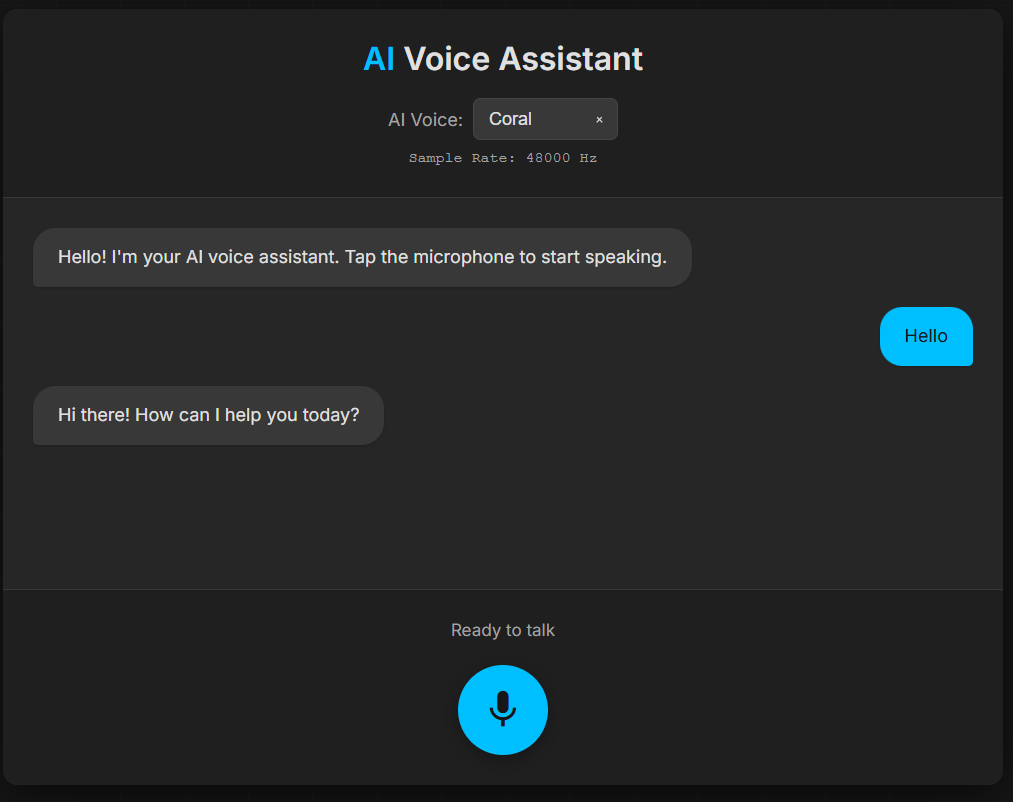 AI Voice Assistant
AI Voice: Coral ×
Sample Rate: 48000 Hz
Hello! I'm your AI voice assistant. Tap the microphone to start speaking.
Hello
Hi there! How can I help you today?
Ready to talk